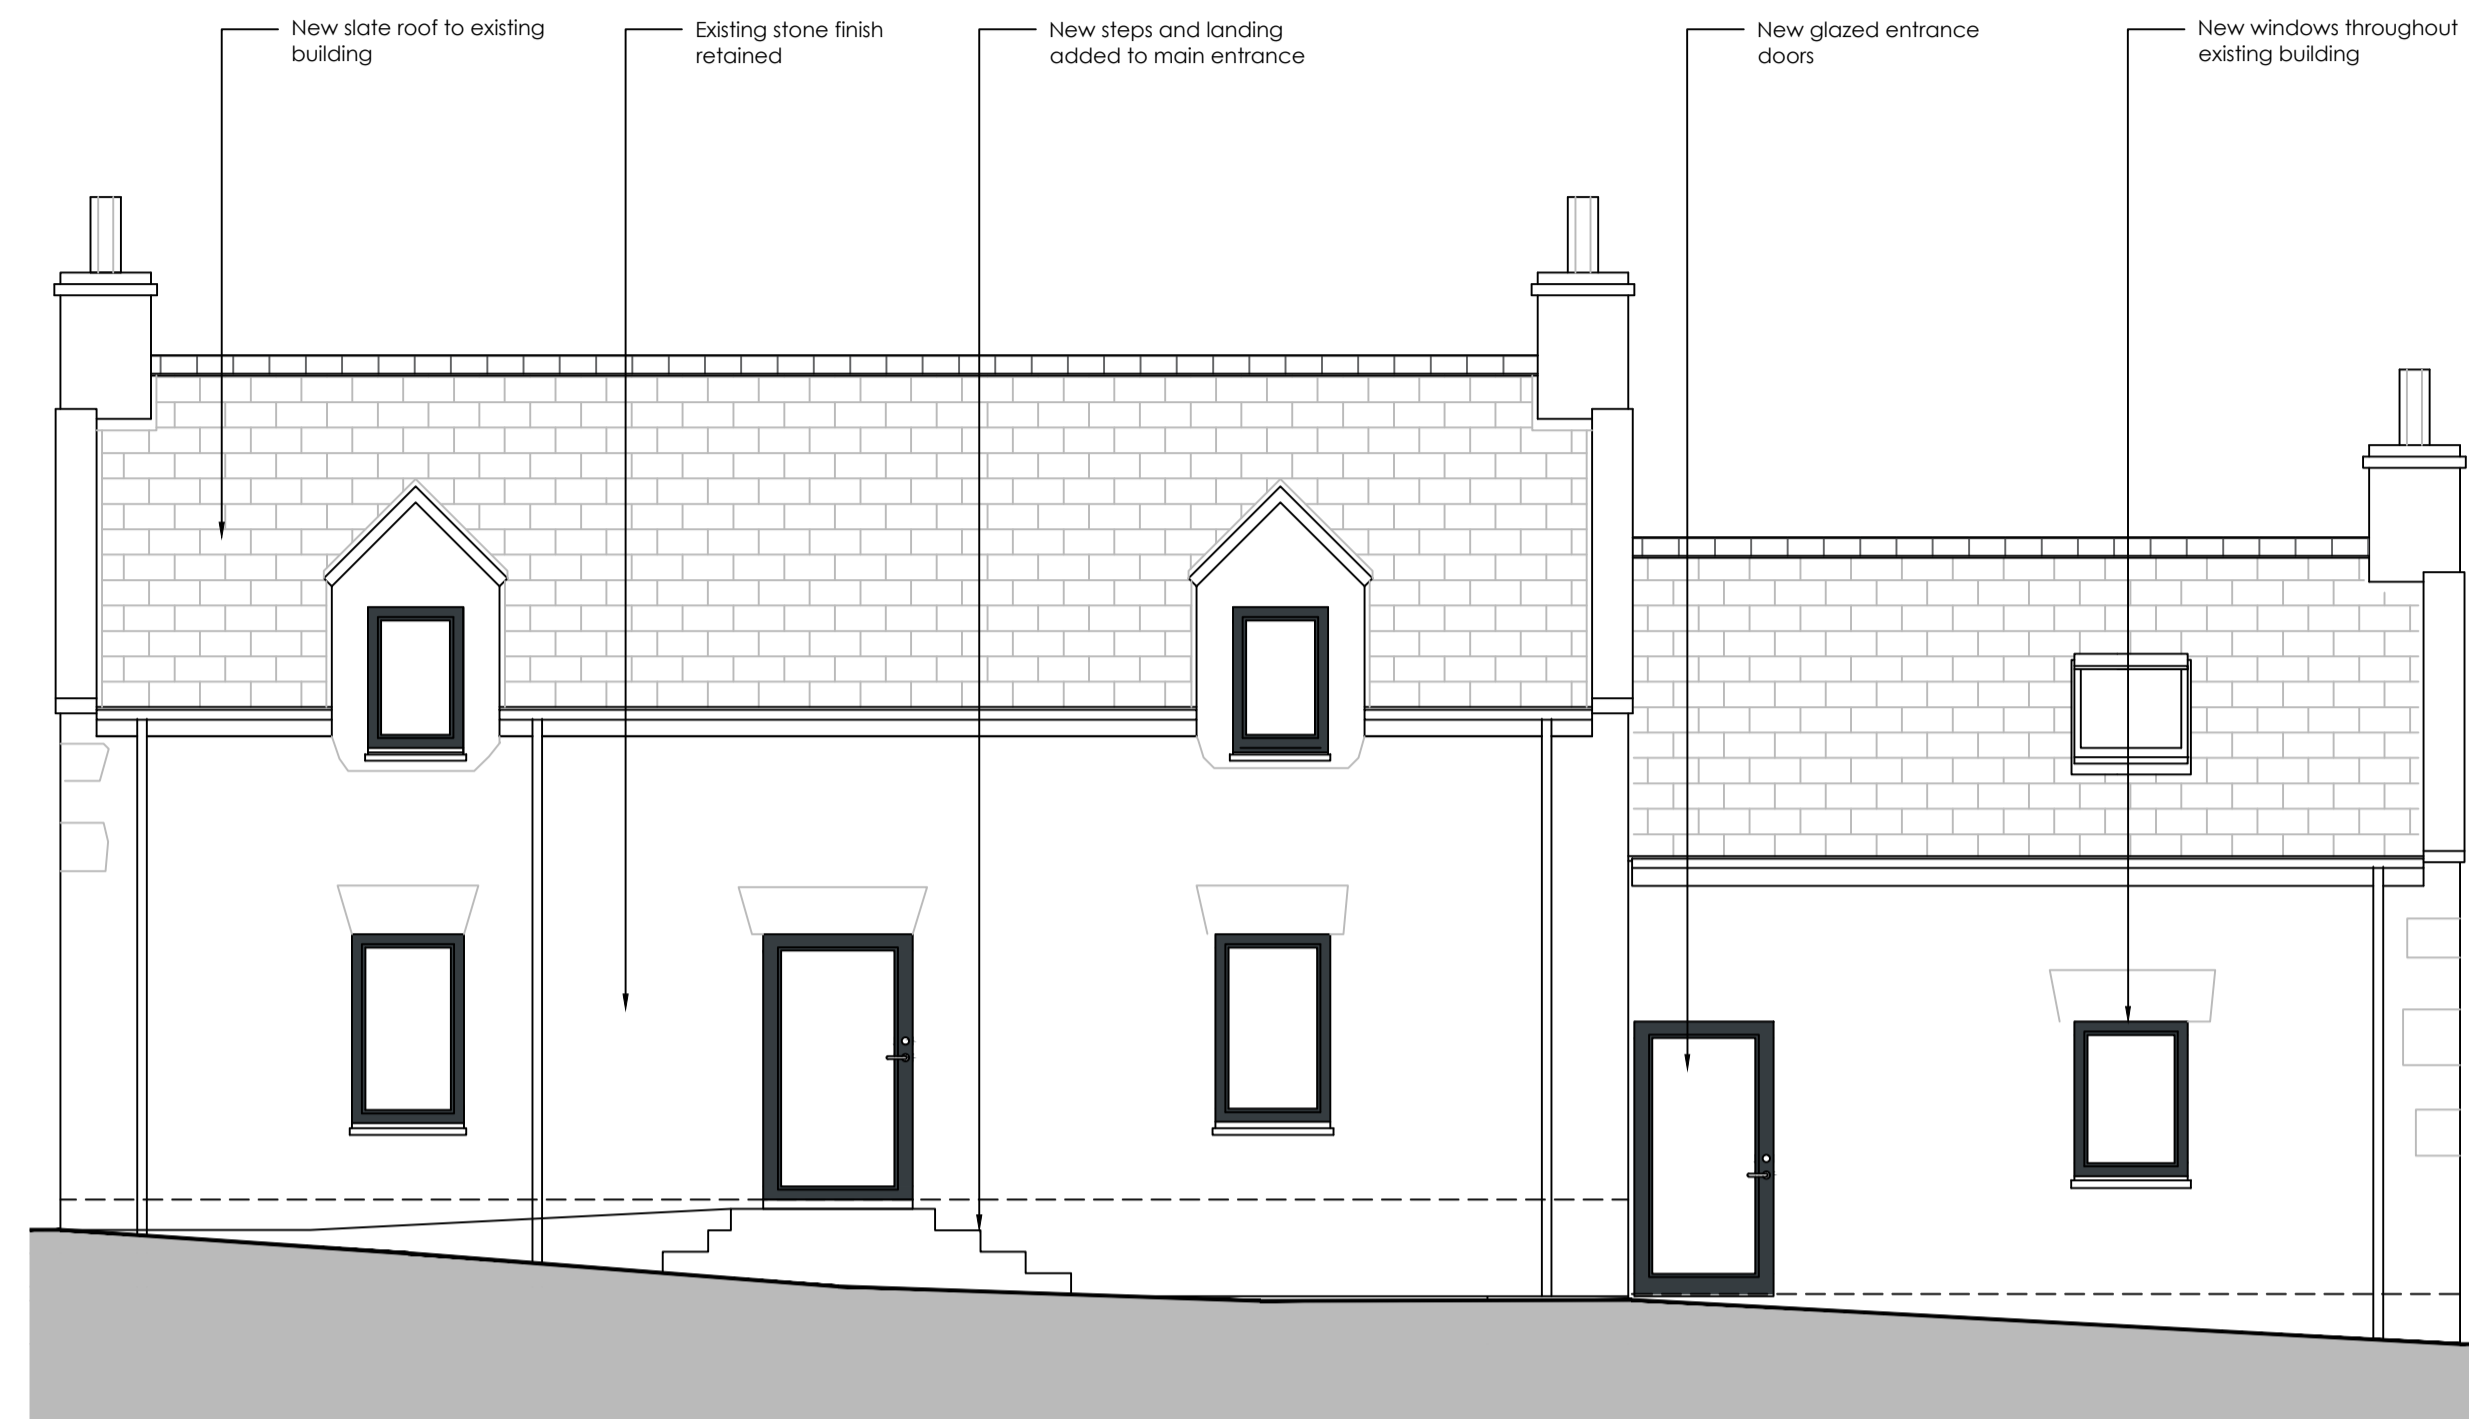 New slate roof to existing
building
Existing stone finish
retained
New steps and landing
added to main entrance
New glazed entrance
doors
New windows throughout
existing building